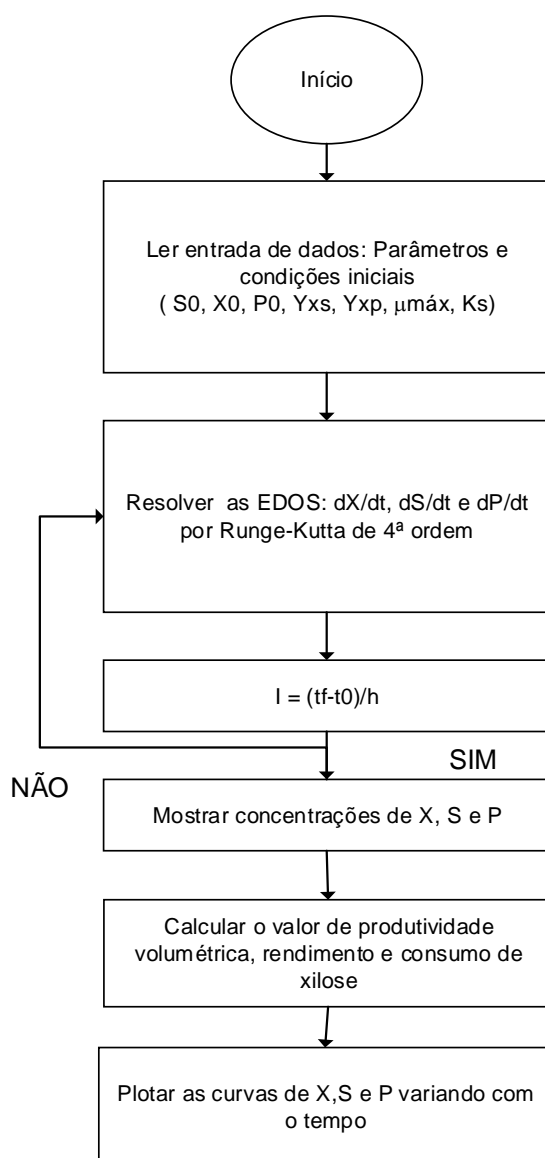 Início
Ler entrada de dados: Parâmetros e
condições iniciais
( S0, X0, P0, Yxs, Yxp, μmáx, Ks)
Resolver as EDOS: dX/dt, dS/dt e dP/dt
por Runge-Kutta de 4ª ordem
I = (tf-t0)/h
SIM
NÃO
Mostrar concentrações de X, S e P
Calcular o valor de produtividade
volumétrica, rendimento e consumo de
xilose
Plotar as curvas de X,S e P variando com
o tempo